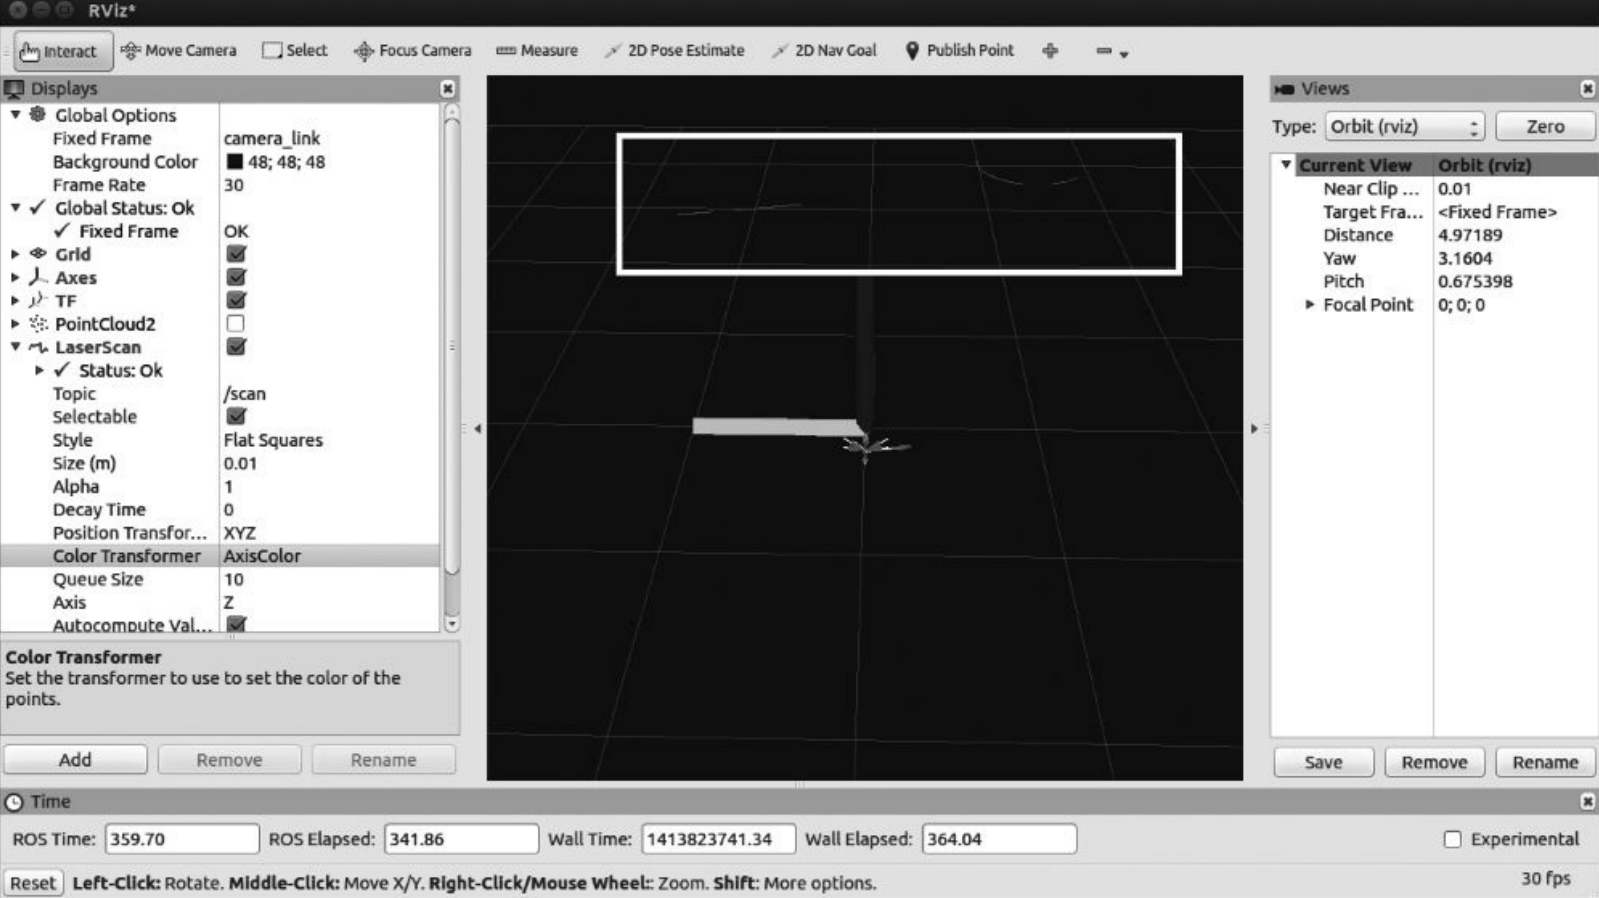 RViz*
Interact Move Camera Select Focus Camera Measure 2D Pose Estimate 2D Nav Goal Publish Point
Displays
Global Options
Fixed Frame camera_link
Background Color 48; 48; 48
Frame Rate 30
Global Status: Ok
Fixed Frame OK
Grid
Axes
TF
PointCloud2
LaserScan
Status: Ok
Topic /scan
Selectable
Style Flat Squares
Size (m) 0.01
Alpha 1
Decay Time 0
Position Transfor... XYZ
Color Transformer AxisColor
Queue Size 10
Axis Z
Autocompute Val...
Color Transformer
Set the transformer to use to set the color of the
points.
Add Remove Rename
Views
Type: Orbit (rviz) Zero
Current View Orbit (rviz)
Near Clip ... 0.01
Target Fra... <Fixed Frame>
Distance 4.97189
Yaw 3.1604
Pitch 0.675398
Focal Point 0; 0; 0
Save Remove Rename
Time
ROS Time: 359.70 ROS Elapsed: 341.86 Wall Time: 1413823741.34 Wall Elapsed: 364.04 Experimental
Reset Left-Click: Rotate. Middle-Click: Move X/Y. Right-Click/Mouse Wheel:: Zoom. Shift: More options. 30 fps